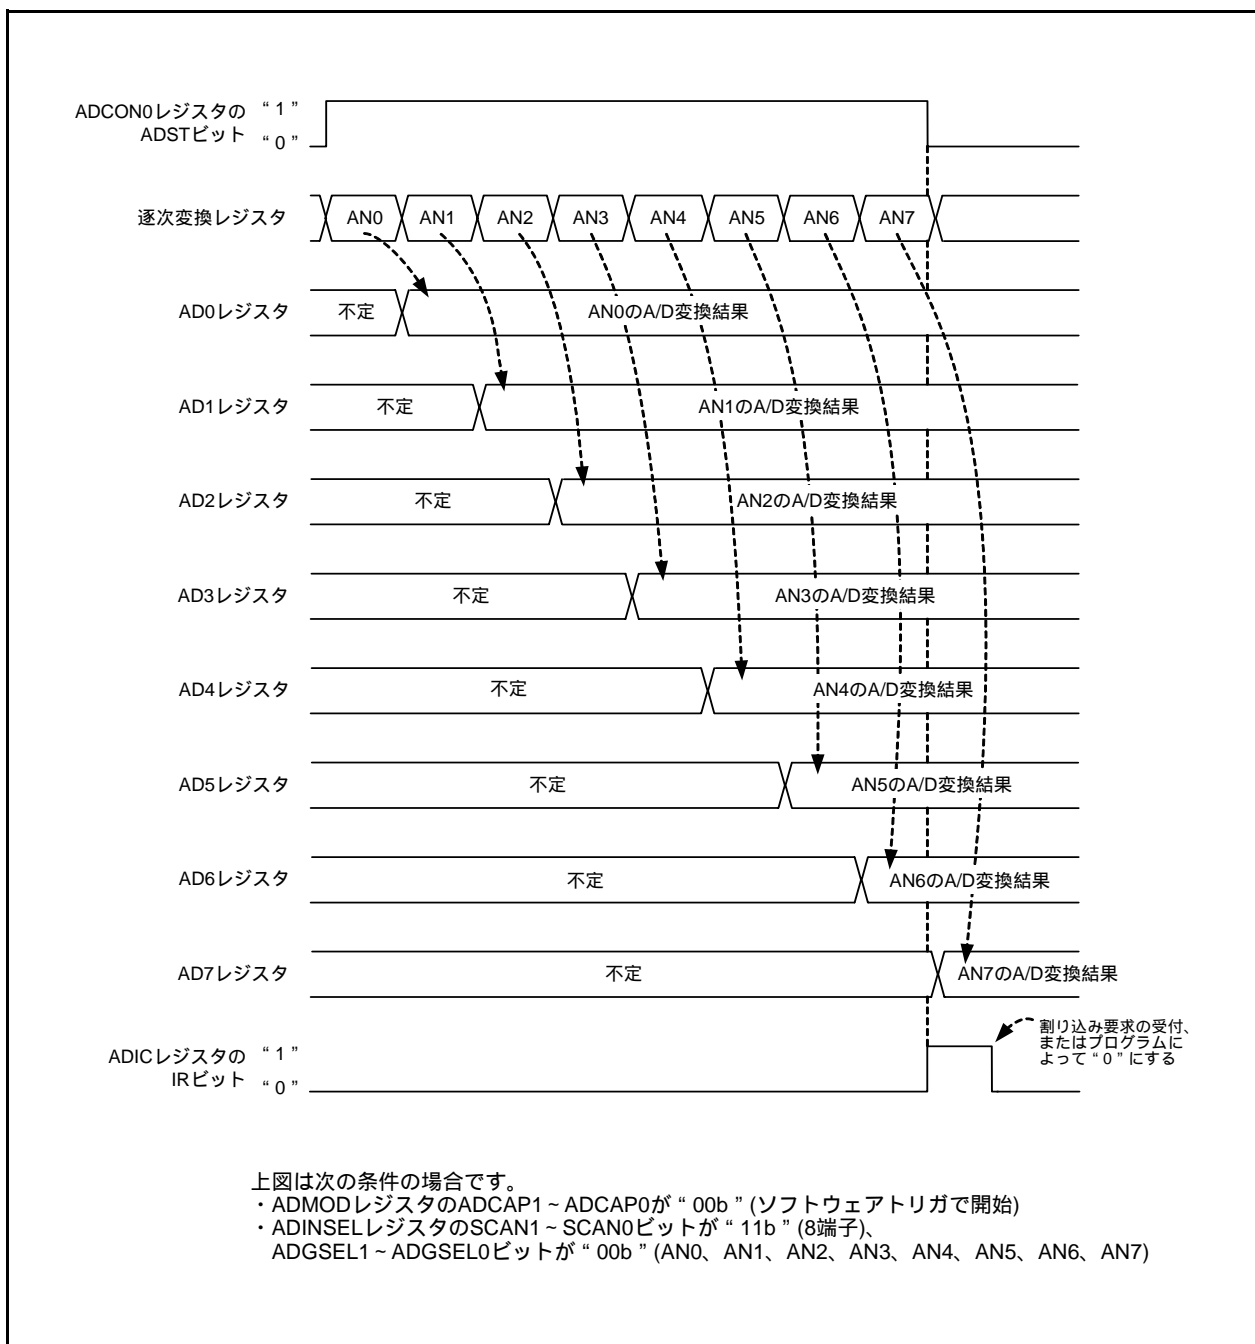 ADCON0レジスタの “ 1 ”
ADSTビット “ 0 ”
逐次変換レジスタ AN0 AN1 AN2 AN3 AN4 AN5 AN6 AN7
AD0レジスタ 不定 AN0のA/D変換結果
AD1レジスタ 不定 AN1のA/D変換結果
AD2レジスタ 不定 AN2のA/D変換結果
AD3レジスタ 不定 AN3のA/D変換結果
AD4レジスタ 不定 AN4のA/D変換結果
AD5レジスタ 不定 AN5のA/D変換結果
AD6レジスタ 不定 AN6のA/D変換結果
AD7レジスタ 不定 AN7のA/D変換結果
割り込み要求の受付、
またはプログラムに
よって “ 0 ” にする
ADICレジスタの “ 1 ”
IRビット “ 0 ”
上図は次の条件の場合です。
・ADMODレジスタのADCAP1~ADCAP0が “ 00b ” (ソフトウェアトリガで開始)
・ADINSELレジスタのSCAN1~SCAN0ビットが “ 11b ” (8端子)、
ADGSEL1~ADGSEL0ビットが “ 00b ” (AN0、AN1、AN2、AN3、AN4、AN5、AN6、AN7)